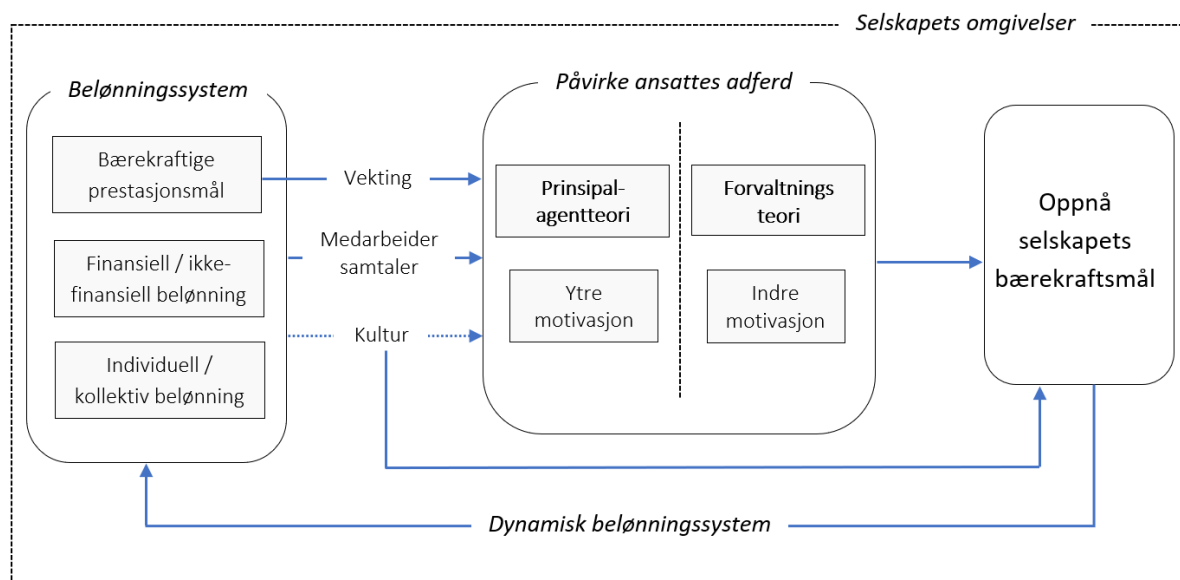 Selskapets omgivelser
Belønningssystem
Bærekraftige
prestasjonsmål
Finansiell / ikke-
finansiell belønning
Individuell /
kollektiv belønning
Vekting
Medarbeider
samtaler
Kultur
Påvirke ansattes adferd
Prinsipal-
agentteori
Ytre
motivasjon
Forvaltnings
teori
Indre
motivasjon
Oppnå
selskapets
bærekraftsmål
Dynamisk belønningssystem